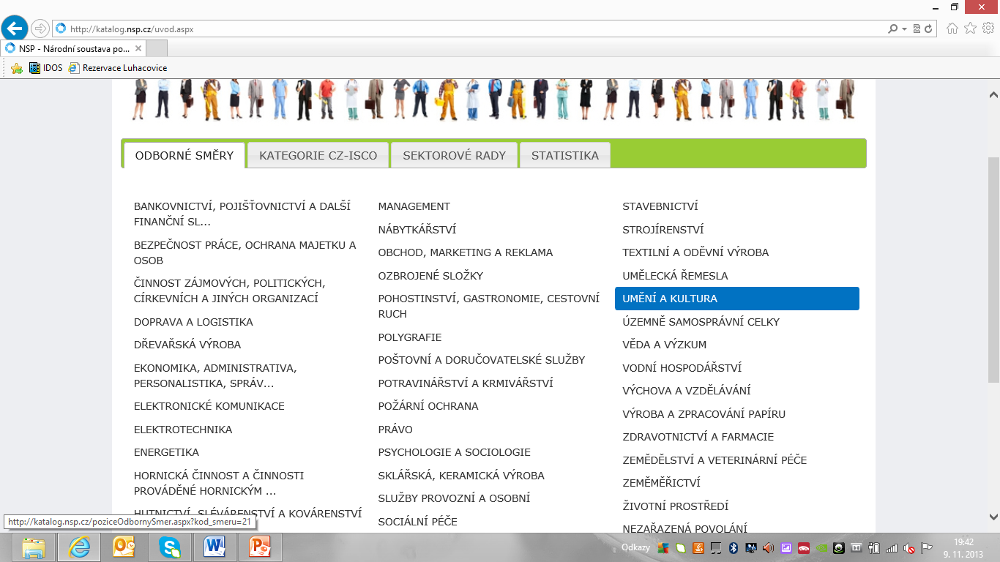 http://katalog.nsp.cz/uvod.aspx
NSP - Národní soustava po...
IDOS
Rezervace Luhacovice
ODBORNÉ SMĚRY
KATEGORIE CZ-ISCO
SEKTOROVÉ RADY
STATISTIKA
BANKOVNICTVÍ, POJIŠŤOVNICTVÍ A DALŠÍ
FINANČNÍ SL...
BEZPEČNOST PRÁCE, OCHRANA MAJETKU A
OSOB
ČINNOST ZÁJMOVÝCH, POLITICKÝCH,
CÍRKEVNÍCH A JINÝCH ORGANIZACÍ
DOPRAVA A LOGISTIKA
DŘEVAŘSKÁ VÝROBA
EKONOMIKA, ADMINISTRATIVA,
PERSONALISTIKA, SPRÁV...
ELEKTRONICKÉ KOMUNIKACE
ELEKTROTECHNIKA
ENERGETIKA
HORNICKÁ ČINNOST A ČINNOSTI
PROVÁDĚNÉ HORNICKÝM ...
HUTNICTVÍ, SLÉVÁRENSTVÍ A KOVÁRENSTVÍ
MANAGEMENT
NÁBYTKÁŘSTVÍ
OBCHOD, MARKETING A REKLAMA
OZBROJENÉ SLOŽKY
POHOSTINSTVÍ, GASTRONOMIE, CESTOVNÍ
RUCH
POLYGRAFIE
POŠTOVNÍ A DORUČOVATELSKÉ SLUŽBY
POTRAVINÁŘSTVÍ A KRMIVÁŘSTVÍ
POŽÁRNÍ OCHRANA
PRÁVO
PSYCHOLOGIE A SOCIOLOGIE
SKLÁŘSKÁ, KERAMICKÁ VÝROBA
SLUŽBY PROVOZNÍ A OSOBNÍ
SOCIÁLNÍ PÉČE
STAVEBNICTVÍ
STROJÍRENSTVÍ
TEXTILNÍ A ODĚVNÍ VÝROBA
UMĚLECKÁ ŘEMESLA
UMĚNÍ A KULTURA
ÚZEMNĚ SAMOSPRÁVNÍ CELKY
VĚDA A VÝZKUM
VODNÍ HOSPODÁŘSTVÍ
VÝCHOVA A VZDĚLÁVÁNÍ
VÝROBA A ZPRACOVÁNÍ PAPÍRU
ZDRAVOTNICTVÍ A FARMACIE
ZEMĚDĚLSTVÍ A VETERINÁRNÍ PÉČE
ZEMĚMĚŘICTVÍ
ŽIVOTNÍ PROSTŘEDÍ
NEZAŘAZENÁ POVOLÁNÍ
http://katalog.nsp.cz/poziceOdbornySmer.aspx?kod_smeru=21
Odkazy
19:42
9. 11. 2013